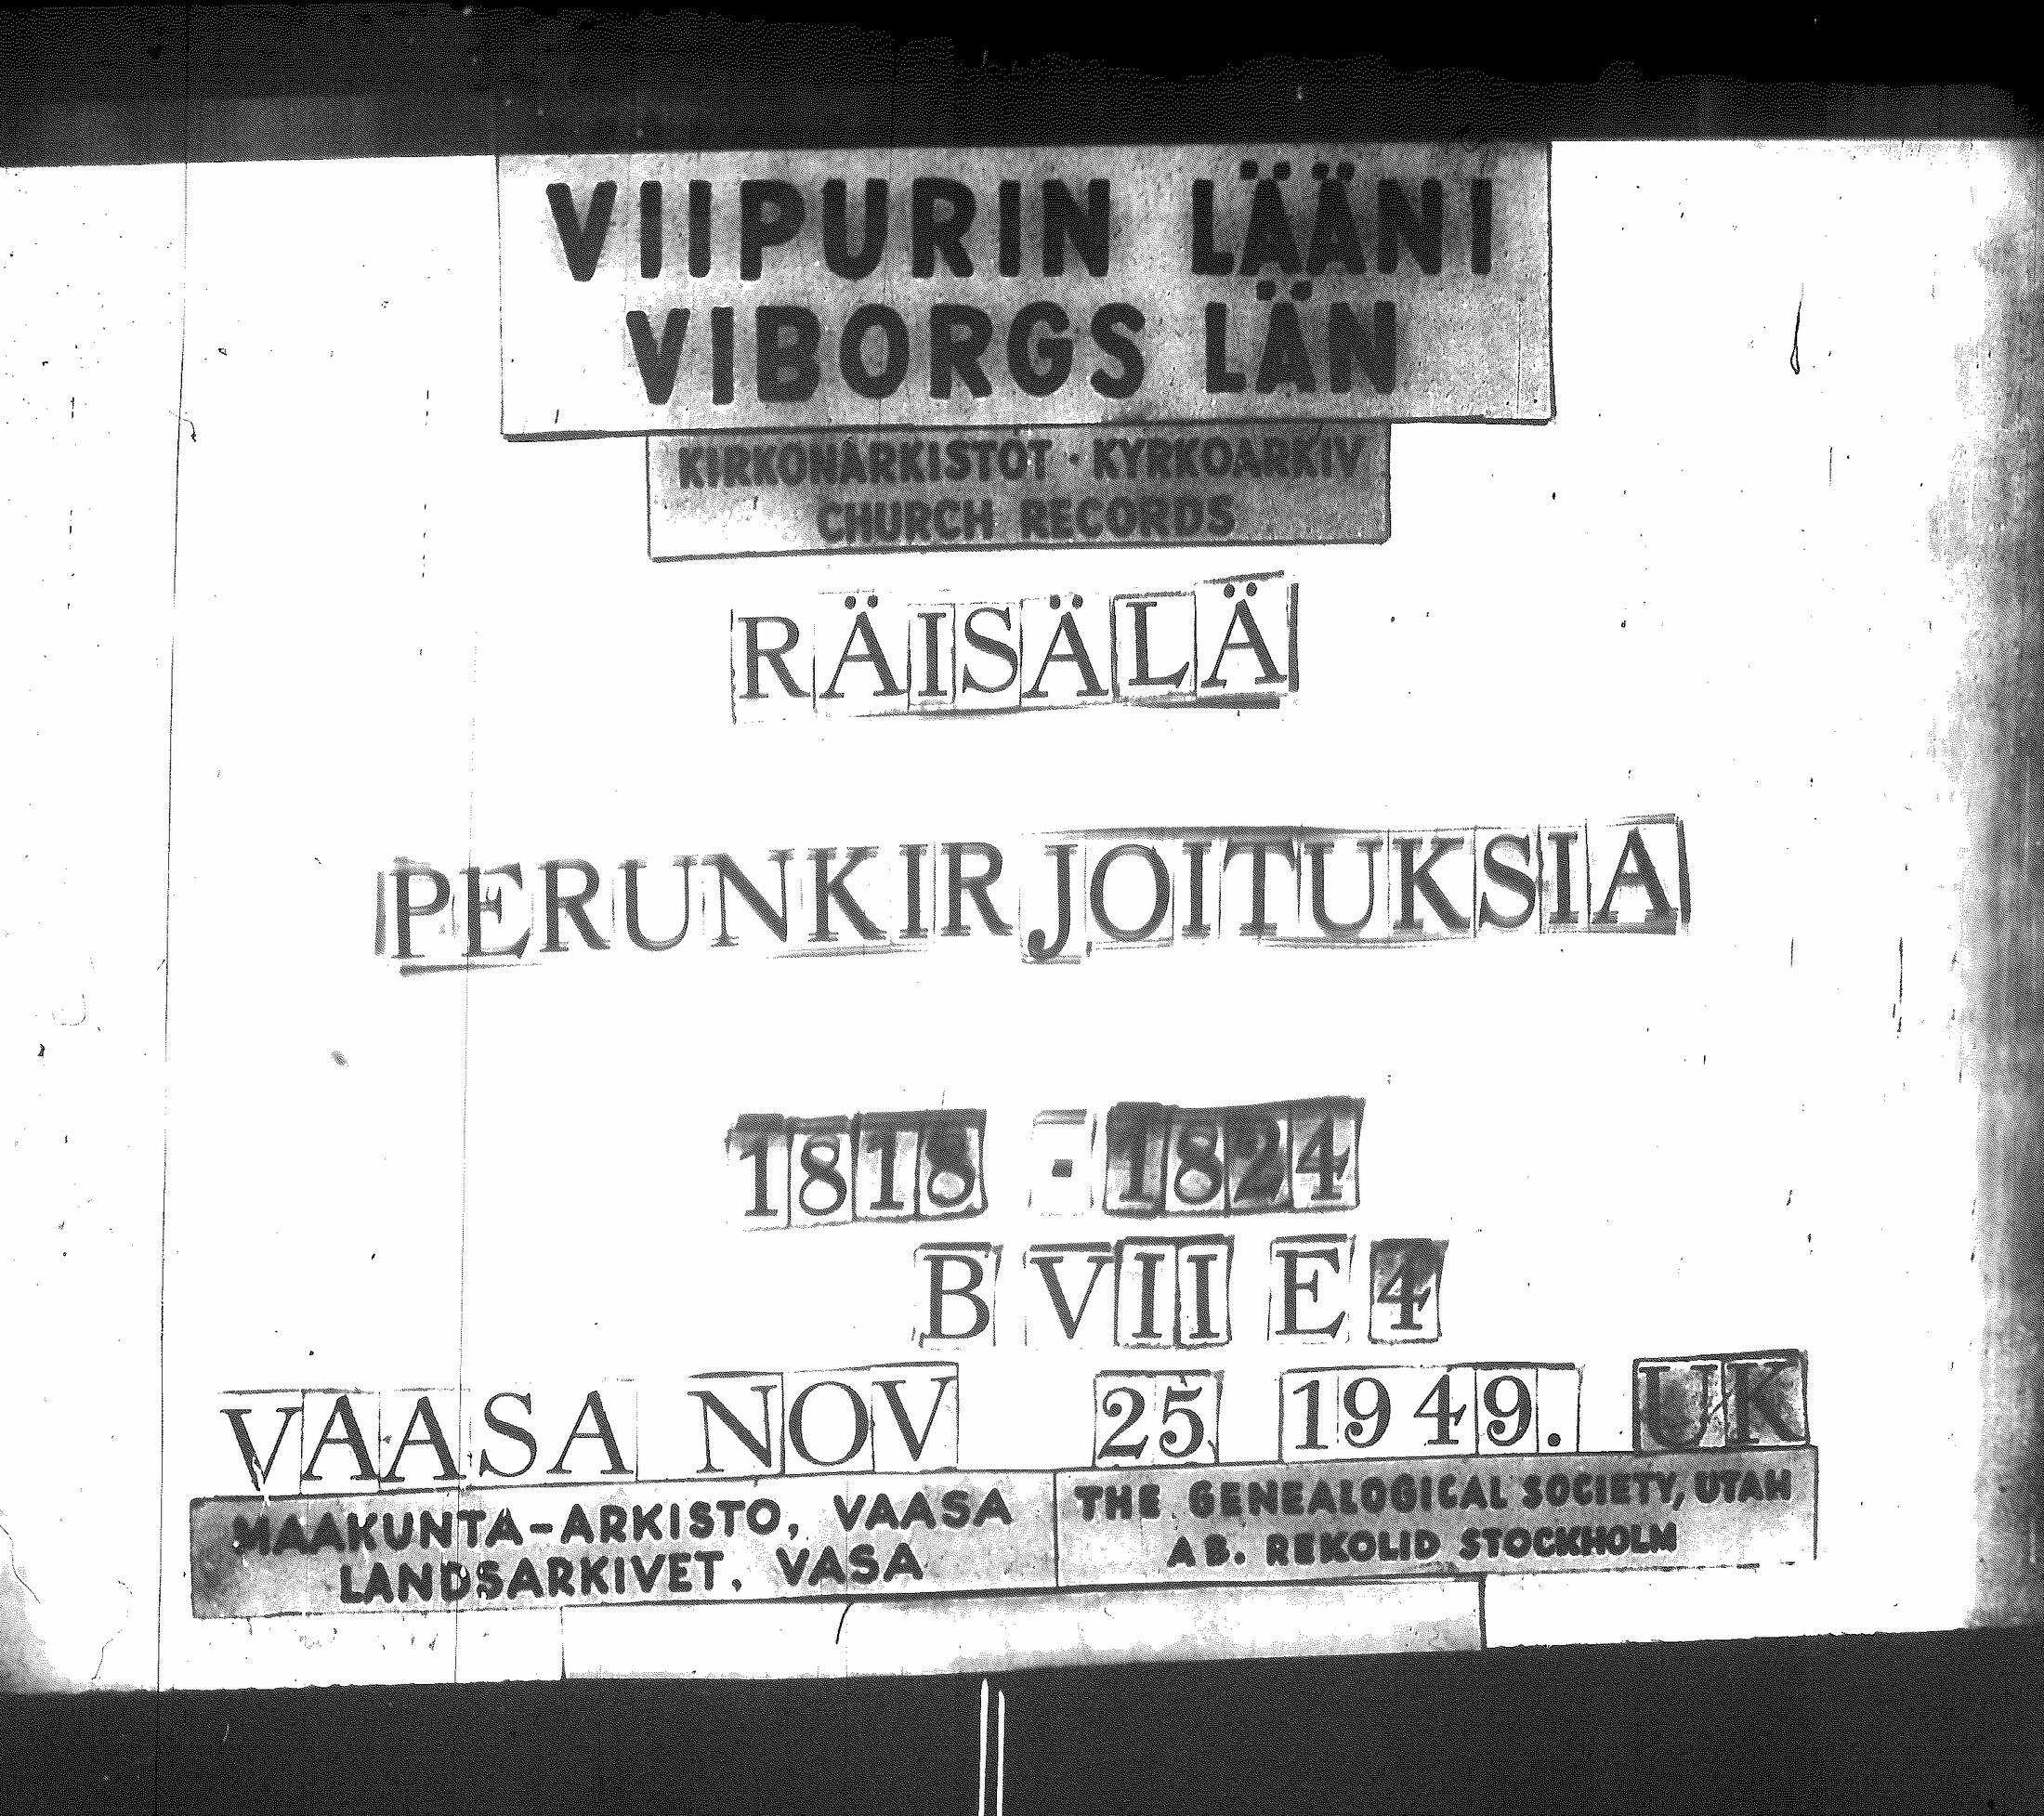 VIIPURIN LÄÄNI
VIBORGS LÄN
KIRKONARKISTOT · KYRKOARKIV
CHURCH RECORDS
RÄISÄLÄ
PERUNKIRJOITUKSIA
1818 - 1824
B VII E 4
VAASA NOV 25 1949. UK
MAAKUNTA-ARKISTO, VAASA
LANDSARKIVET, VASA
THE GENEALOGICAL SOCIETY, UTAH
AB. REKOLID STOCKHOLM